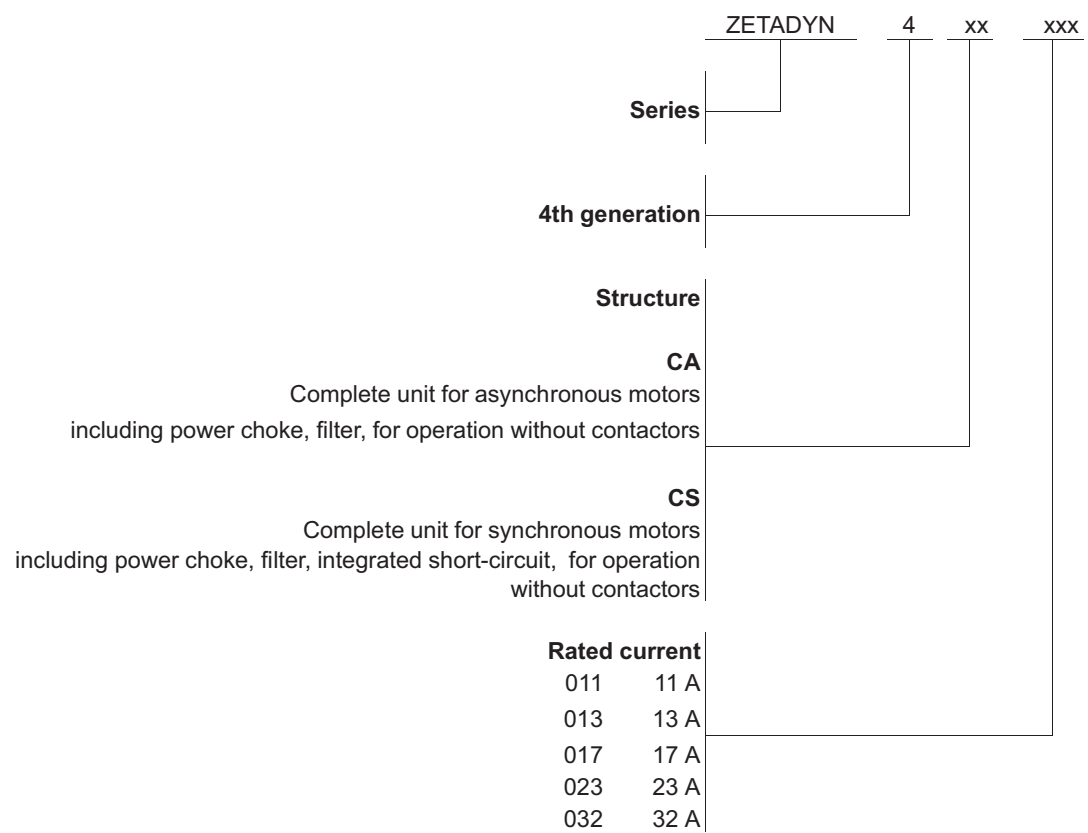 ZETADYN 4 xx xxx
Series
4th generation
Structure
CA
Complete unit for asynchronous motors
including power choke, filter, for operation without contactors
CS
Complete unit for synchronous motors
including power choke, filter, integrated short-circuit, for operation
without contactors
Rated current
011 11 A
013 13 A
017 17 A
023 23 A
032 32 A